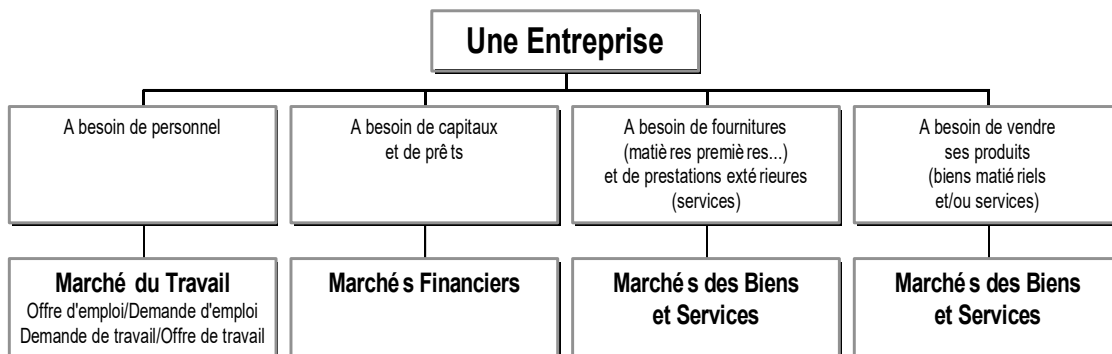 Une Entreprise
A besoin de personnel
A besoin de capitaux
et de prêts
A besoin de fournitures
(matières premières...)
et de prestations extérieures
(services)
A besoin de vendre
ses produits
(biens matériels
et/ou services)
Marché du Travail
Offre d'emploi/Demande d'emploi
Demande de travail/Offre de travail
Marchés Financiers
Marchés des Biens
et Services
Marchés des Biens
et Services